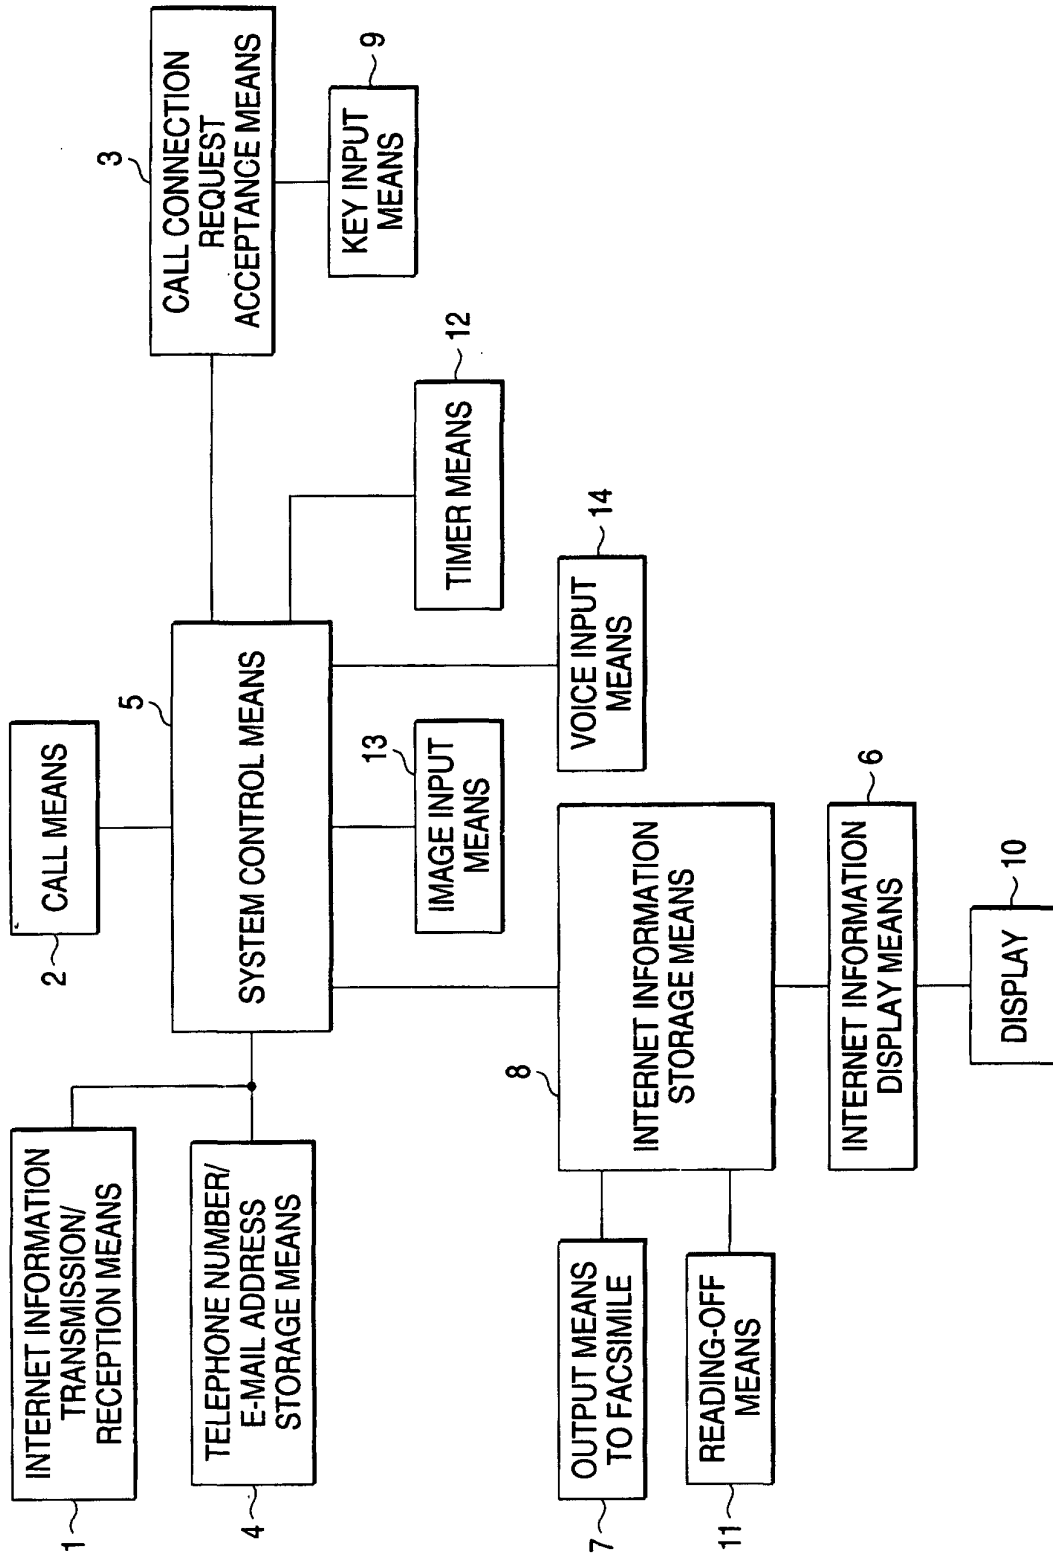 1
INTERNET INFORMATION
TRANSMISSION/
RECEPTION MEANS
2
CALL MEANS
3
CALL CONNECTION
REQUEST
ACCEPTANCE MEANS
4
TELEPHONE NUMBER/
E-MAIL ADDRESS
STORAGE MEANS
5
SYSTEM CONTROL MEANS
9
KEY INPUT
MEANS
13
IMAGE INPUT
MEANS
12
TIMER MEANS
14
VOICE INPUT
MEANS
7
OUTPUT MEANS
TO FACSIMILE
8
INTERNET INFORMATION
STORAGE MEANS
11
READING-OFF
MEANS
6
INTERNET INFORMATION
DISPLAY MEANS
10
DISPLAY